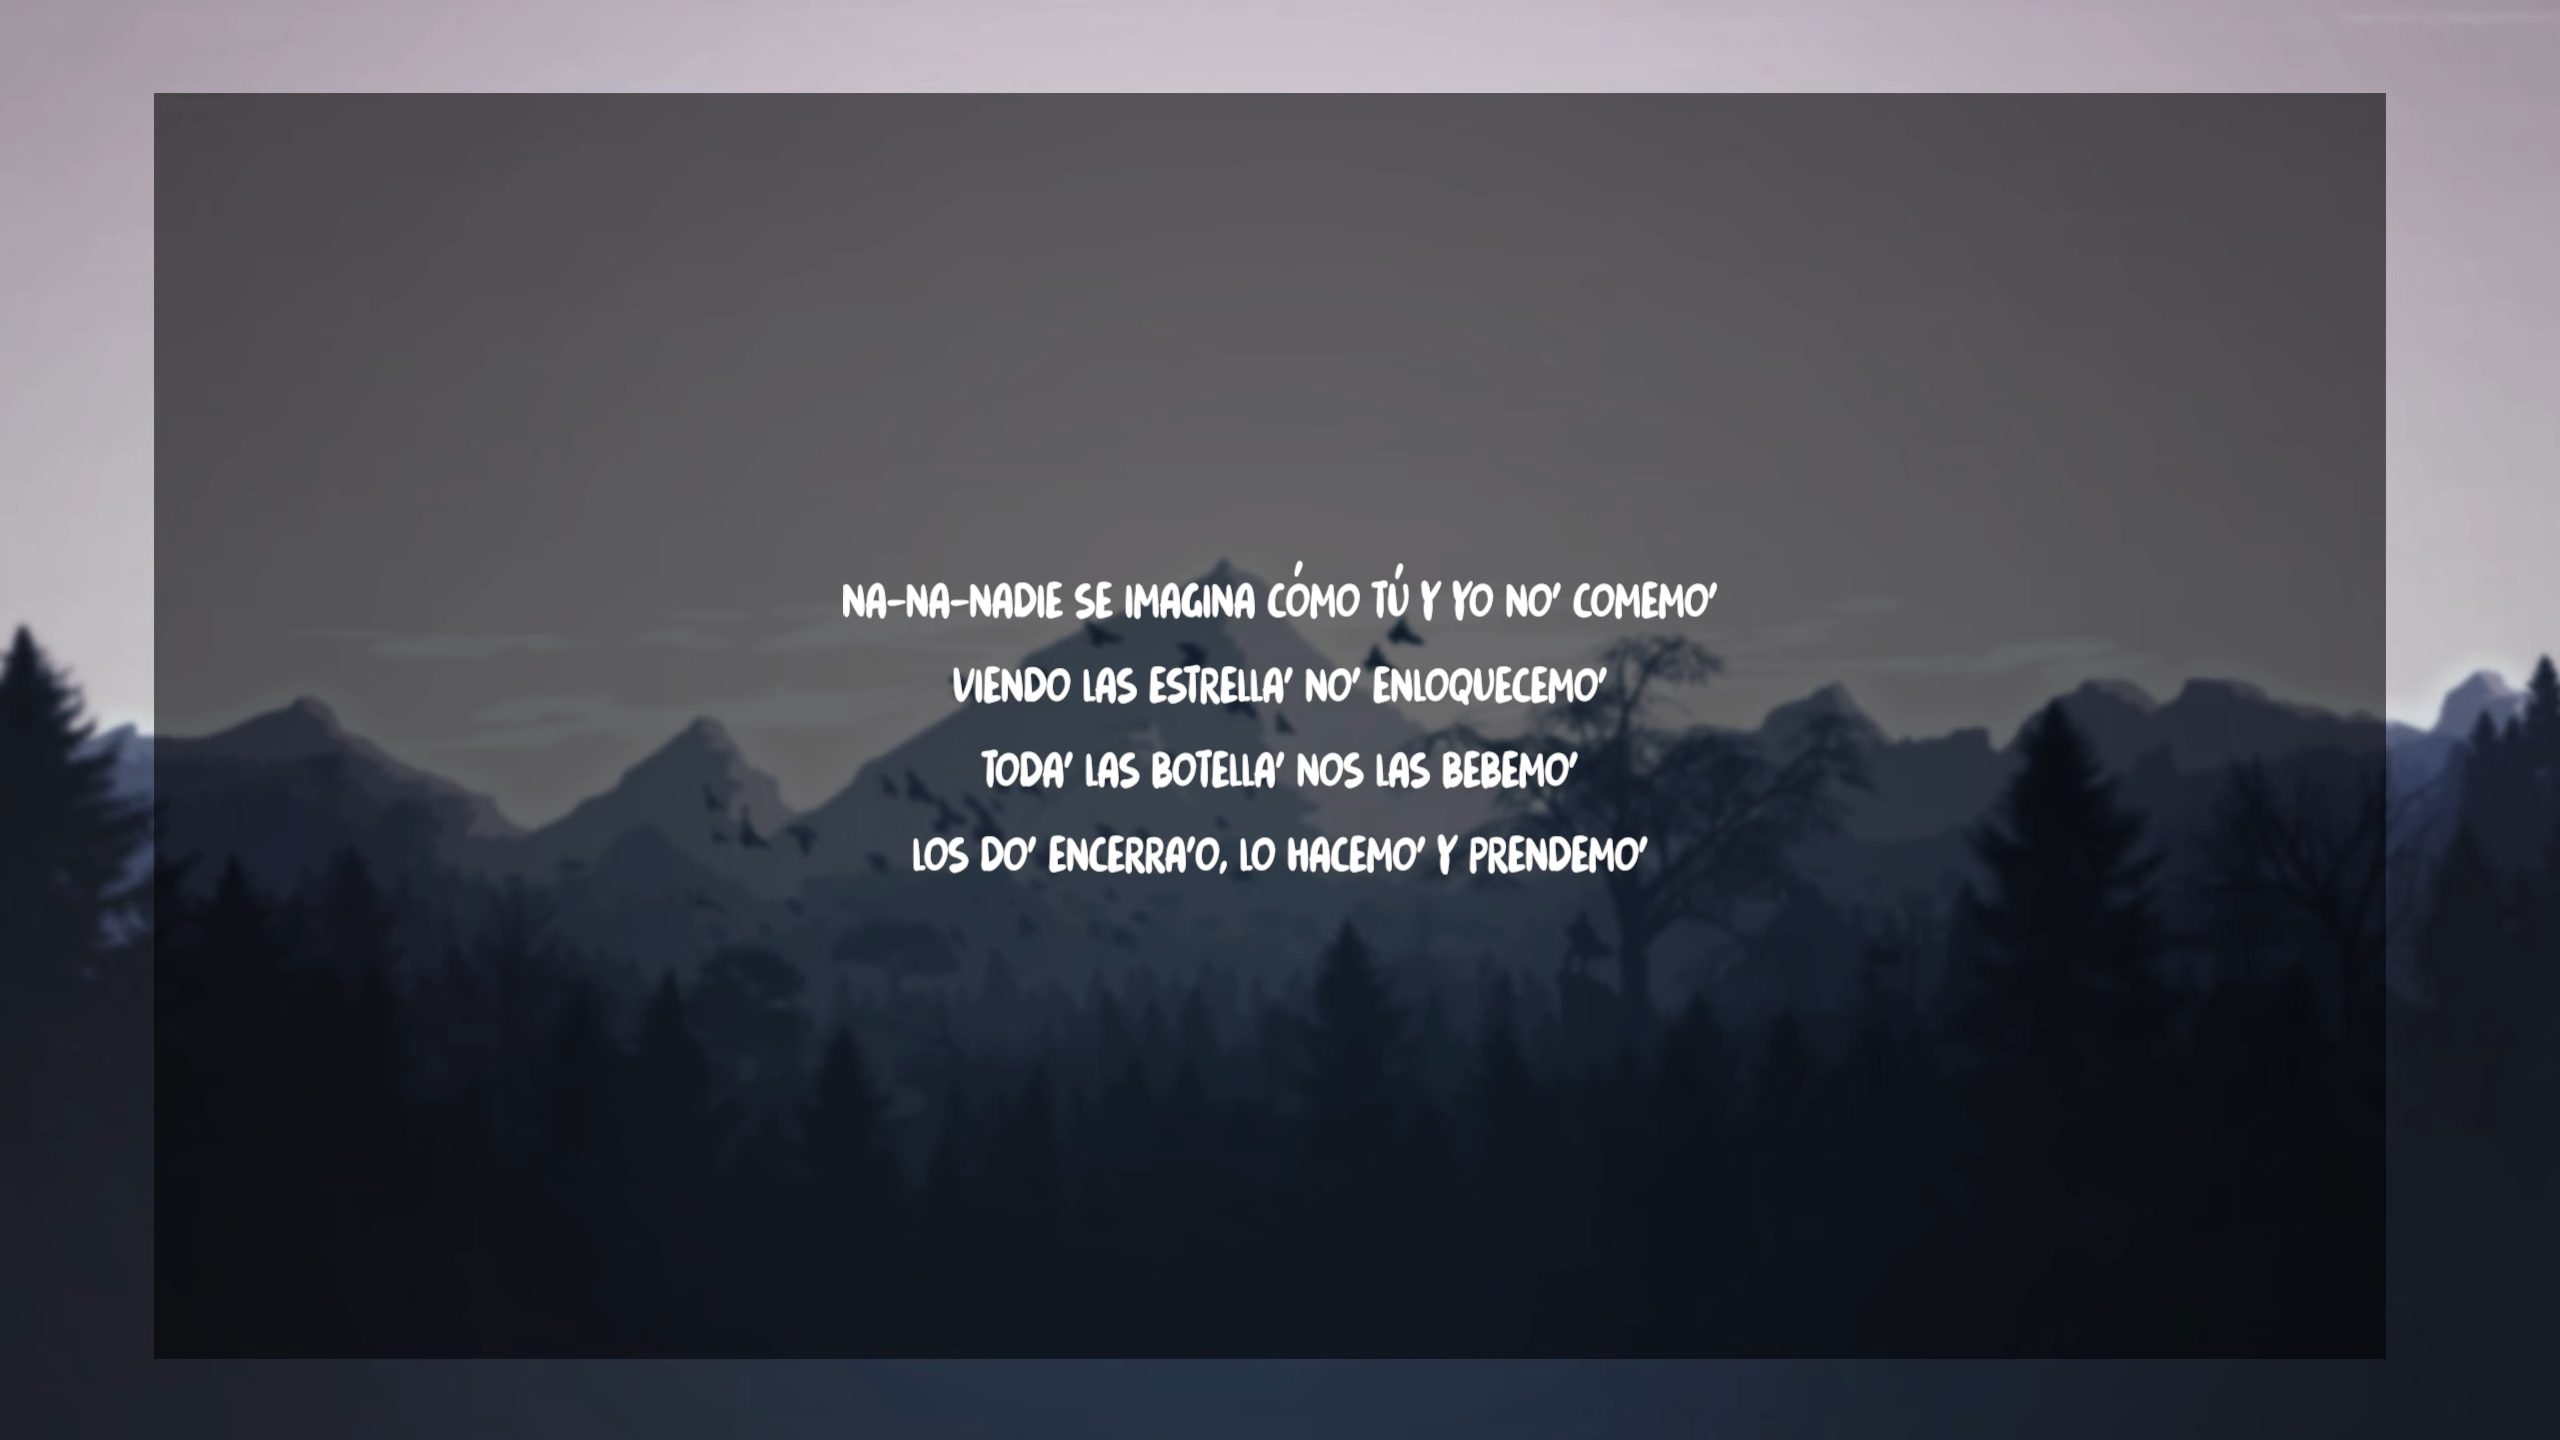 NA-NA-NADIE SE IMAGINA CÓMO TÚ Y YO NO' COMEMO'
VIENDO LAS ESTRELLA' NO' ENLOQUECEMO'
TODA' LAS BOTELLA' NOS LAS BEBEMO'
LOS DO' ENCERRA'O, LO HACEMO' Y PRENDEMO'